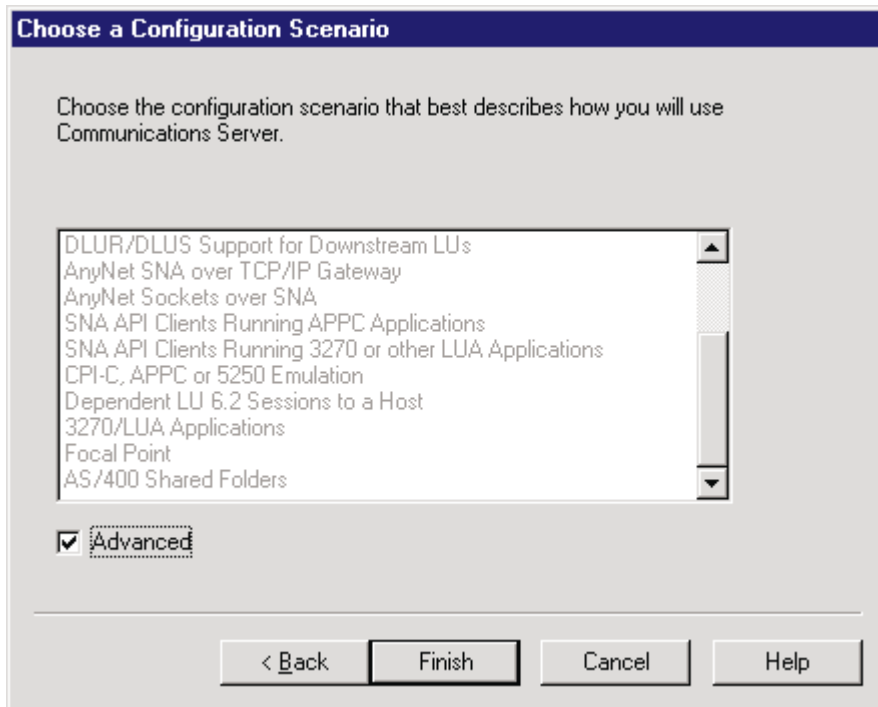 Choose a Configuration Scenario
Choose the configuration scenario that best describes how you will use
Communications Server.
DLUR/DLUS Support for Downstream LUs
AnyNet SNA over TCP/IP Gateway
AnyNet Sockets over SNA
SNA API Clients Running APPC Applications
SNA API Clients Running 3270 or other LUA Applications
CPI-C, APPC or 5250 Emulation
Dependent LU 6.2 Sessions to a Host
3270/LUA Applications
Focal Point
AS/400 Shared Folders
Advanced
< Back
Finish
Cancel
Help